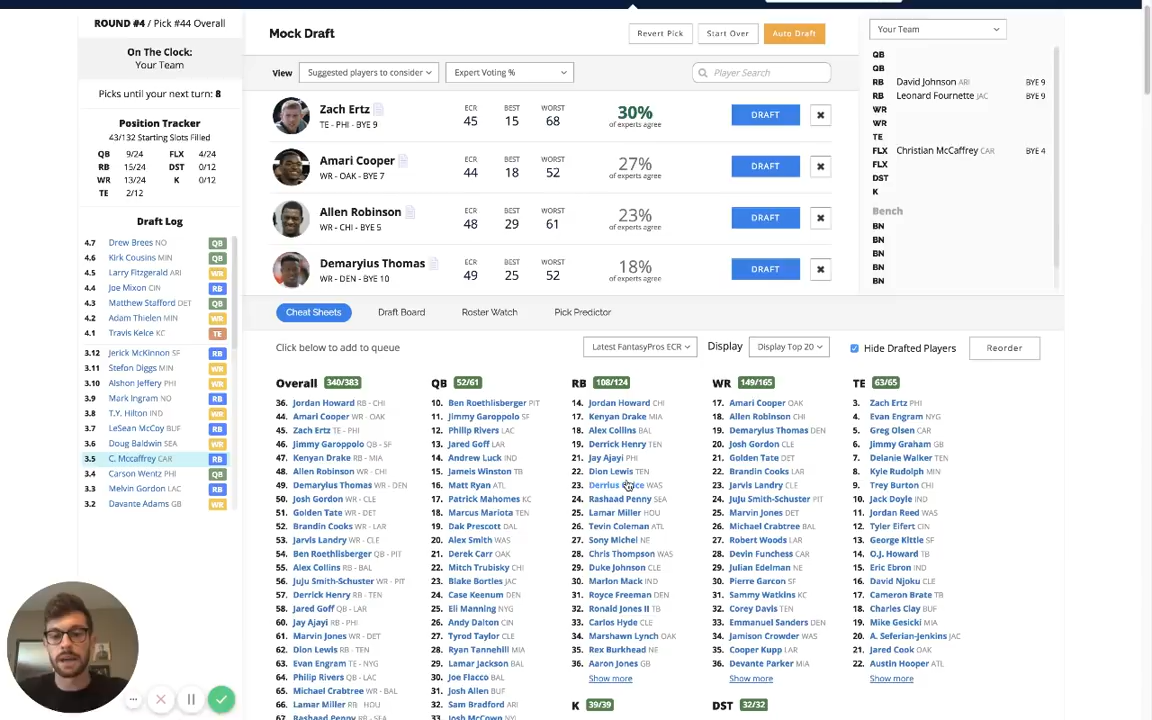 ROUND #4 / Pick #44 Overall
On The Clock:
Your Team
Picks until your next turn: 8
Position Tracker
43/132 Starting Slots Filled
QB 9/24 FLX 4/24
RB 15/24 DST 0/12
WR 13/24 K 0/12
TE 2/12
Draft Log
4.7 Drew Brees NO QB
4.6 Kirk Cousins MIN QB
4.5 Larry Fitzgerald ARI WR
4.4 Joe Mixon CIN RB
4.3 Matthew Stafford DET QB
4.2 Adam Thielen MIN WR
4.1 Travis Kelce KC TE
3.12 Jerick McKinnon SF RB
3.11 Stefon Diggs MIN WR
3.10 Alshon Jeffery PHI WR
3.9 Mark Ingram NO RB
3.8 T.Y. Hilton IND WR
3.7 LeSean McCoy BUF RB
3.6 Doug Baldwin SEA WR
3.5 C. Mccaffrey CAR RB
3.4 Carson Wentz PHI QB
3.3 Melvin Gordon LAC RB
3.2 Davante Adams GB WR
Mock Draft
Revert Pick
Start Over
Auto Draft
View
Suggested players to consider
Expert Voting %
Player Search
Zach Ertz
TE - PHI - BYE 9
ECR 45 BEST 15 WORST 68
30%
of experts agree
DRAFT
Amari Cooper
WR - OAK - BYE 7
ECR 44 BEST 18 WORST 52
27%
of experts agree
DRAFT
Allen Robinson
WR - CHI - BYE 5
ECR 48 BEST 29 WORST 61
23%
of experts agree
DRAFT
Demaryius Thomas
WR - DEN - BYE 10
ECR 49 BEST 25 WORST 52
18%
of experts agree
DRAFT
Your Team
QB
QB
RB David Johnson ARI BYE 9
RB Leonard Fournette JAC BYE 9
WR
WR
TE
FLX Christian McCaffrey CAR BYE 4
FLX
DST
K
Bench
BN
BN
BN
BN
BN
Cheat Sheets
Draft Board
Roster Watch
Pick Predictor
Click below to add to queue
Latest FantasyPros ECR
Display
Display Top 20
Hide Drafted Players
Reorder
Overall 340/383
36. Jordan Howard RB - CHI
44. Amari Cooper WR - OAK
45. Zach Ertz TE - PHI
46. Jimmy Garoppolo QB - SF
47. Kenyan Drake RB - MIA
48. Allen Robinson WR - CHI
49. Demaryius Thomas WR - DEN
50. Josh Gordon WR - CLE
51. Golden Tate WR - DET
52. Brandin Cooks WR - LAR
53. Jarvis Landry WR - CLE
54. Ben Roethlisberger QB - PIT
55. Alex Collins RB - BAL
56. JuJu Smith-Schuster WR - PIT
57. Derrick Henry RB - TEN
58. Jared Goff QB - LAR
60. Jay Ajayi RB - PHI
61. Marvin Jones WR - DET
62. Dion Lewis RB - TEN
63. Evan Engram TE - NYG
64. Philip Rivers QB - LAC
65. Michael Crabtree WR - BAL
66. Lamar Miller RB - HOU
67. Rashaad Penny RB - SEA
QB 52/61
10. Ben Roethlisberger PIT
11. Jimmy Garoppolo SF
12. Philip Rivers LAC
13. Jared Goff LAR
14. Andrew Luck IND
15. Jameis Winston TB
16. Matt Ryan ATL
17. Patrick Mahomes KC
18. Marcus Mariota TEN
19. Dak Prescott DAL
20. Alex Smith WAS
21. Derek Carr OAK
22. Mitch Trubisky CHI
23. Blake Bortles JAC
24. Case Keenum DEN
25. Eli Manning NYG
26. Andy Dalton CIN
27. Tyrod Taylor CLE
28. Ryan Tannehill MIA
29. Lamar Jackson BAL
30. Joe Flacco BAL
31. Josh Allen BUF
32. Sam Bradford ARI
33. Josh McCown NYJ
RB 108/124
14. Jordan Howard CHI
17. Kenyan Drake MIA
18. Alex Collins BAL
19. Derrick Henry TEN
21. Jay Ajayi PHI
22. Dion Lewis TEN
23. Derrius WAS
24. Rashaad Penny SEA
25. Lamar Miller HOU
26. Tevin Coleman ATL
27. Sony Michel NE
28. Chris Thompson WAS
29. Duke Johnson CLE
30. Marlon Mack IND
31. Royce Freeman DEN
32. Ronald Jones II TB
33. Carlos Hyde CLE
34. Marshawn Lynch OAK
35. Rex Burkhead NE
36. Aaron Jones GB
Show more
K 39/39
WR 149/165
17. Amari Cooper OAK
18. Allen Robinson CHI
19. Demaryius Thomas DEN
20. Josh Gordon CLE
21. Golden Tate DET
22. Brandin Cooks LAR
23. Jarvis Landry CLE
24. JuJu Smith-Schuster PIT
25. Marvin Jones DET
26. Michael Crabtree BAL
27. Robert Woods LAR
28. Devin Funchess CAR
29. Julian Edelman NE
30. Pierre Garcon SF
31. Sammy Watkins KC
32. Corey Davis TEN
33. Emmanuel Sanders DEN
34. Jamison Crowder WAS
35. Cooper Kupp LAR
36. Devante Parker MIA
Show more
DST 32/32
TE 63/65
3. Zach Ertz PHI
4. Evan Engram NYG
5. Greg Olsen CAR
6. Jimmy Graham GB
7. Delanie Walker TEN
8. Kyle Rudolph MIN
9. Trey Burton CHI
10. Jack Doyle IND
11. Jordan Reed WAS
12. Tyler Eifert CIN
13. George Kittle SF
14. O.J. Howard TB
15. Eric Ebron IND
16. David Njoku CLE
17. Cameron Brate TB
18. Charles Clay BUF
19. Mike Gesicki MIA
20. A. Seferian-Jenkins JAC
21. Jared Cook OAK
22. Austin Hooper ATL
Show more